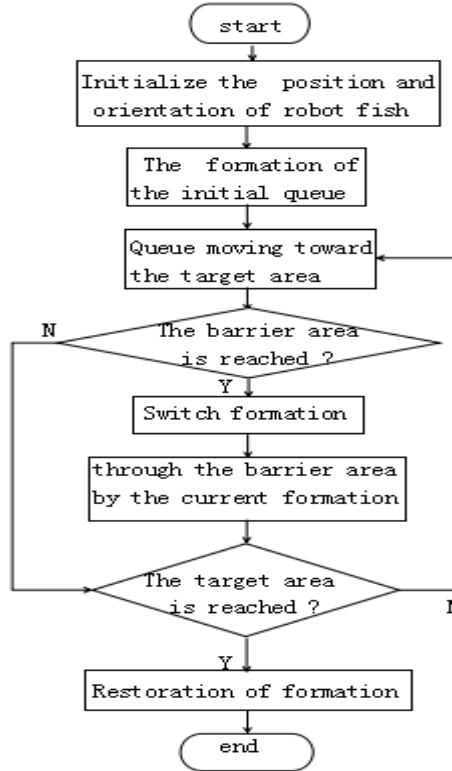 start
Initialize the position and
orientation of robot fish
The formation of
the initial queue
Queue moving toward
the target area
N
The barrier area
is reached ?
Y
Switch formation
through the barrier area
by the current formation
The target area
is reached ?
N
Y
Restoration of formation
end